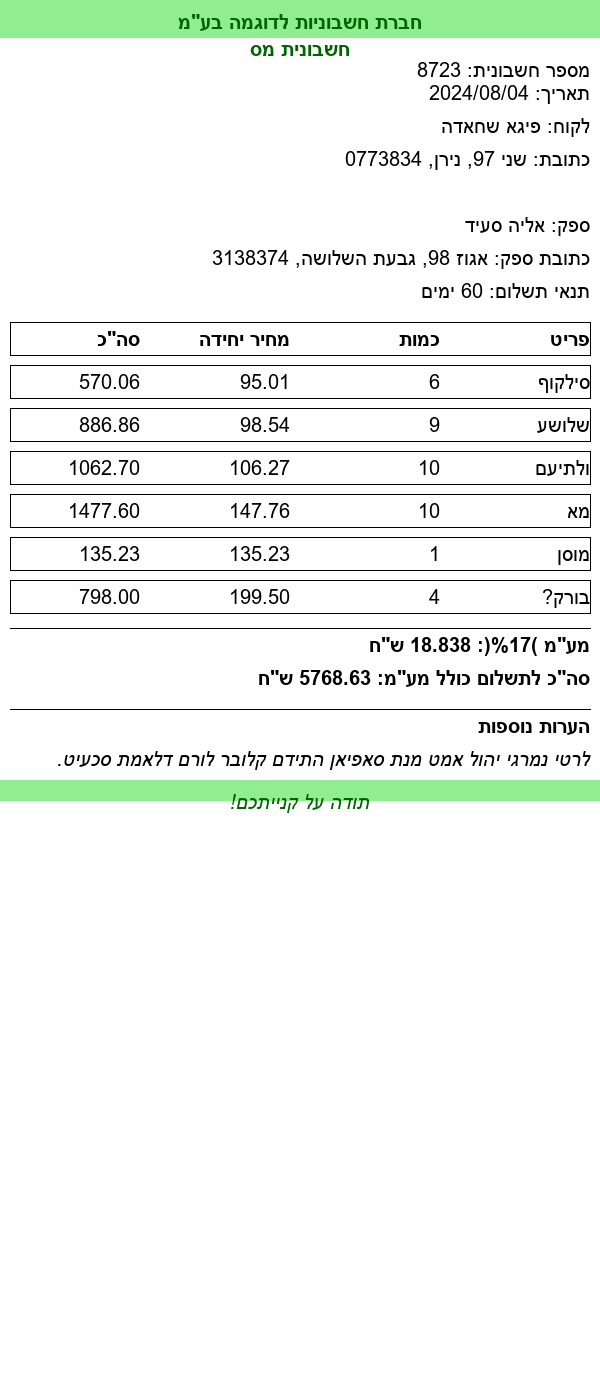 חברת חשבוניות לדוגמה בע"מ
חשבונית מס
מספר חשבונית: 8723
תאריך: 2024/08/04
לקוח: פיגא שחאדה
כתובת: שני 97, נירן, 0773834
ספק: אליה סעיד
כתובת ספק: אגוז 98, גבעת השלושה, 3138374
תנאי תשלום: 60 ימים
פריט כמות מחיר יחידה סה"כ
סילקוף 6 95.01 570.06
שלושע 9 98.54 886.86
ולתיעם 10 106.27 1062.70
מא 10 147.76 1477.60
מוסן 1 135.23 135.23
בורק? 4 199.50 798.00
מע"מ )17%(: 18.838 ש"ח
סה"כ לתשלום כולל מע"מ: 5768.63 ש"ח
הערות נוספות
לרטי נמרגי יהול אמט מנת סאפיאן התידם קלובר לורם דלאמת סכעיט.
תודה על קנייתכם!